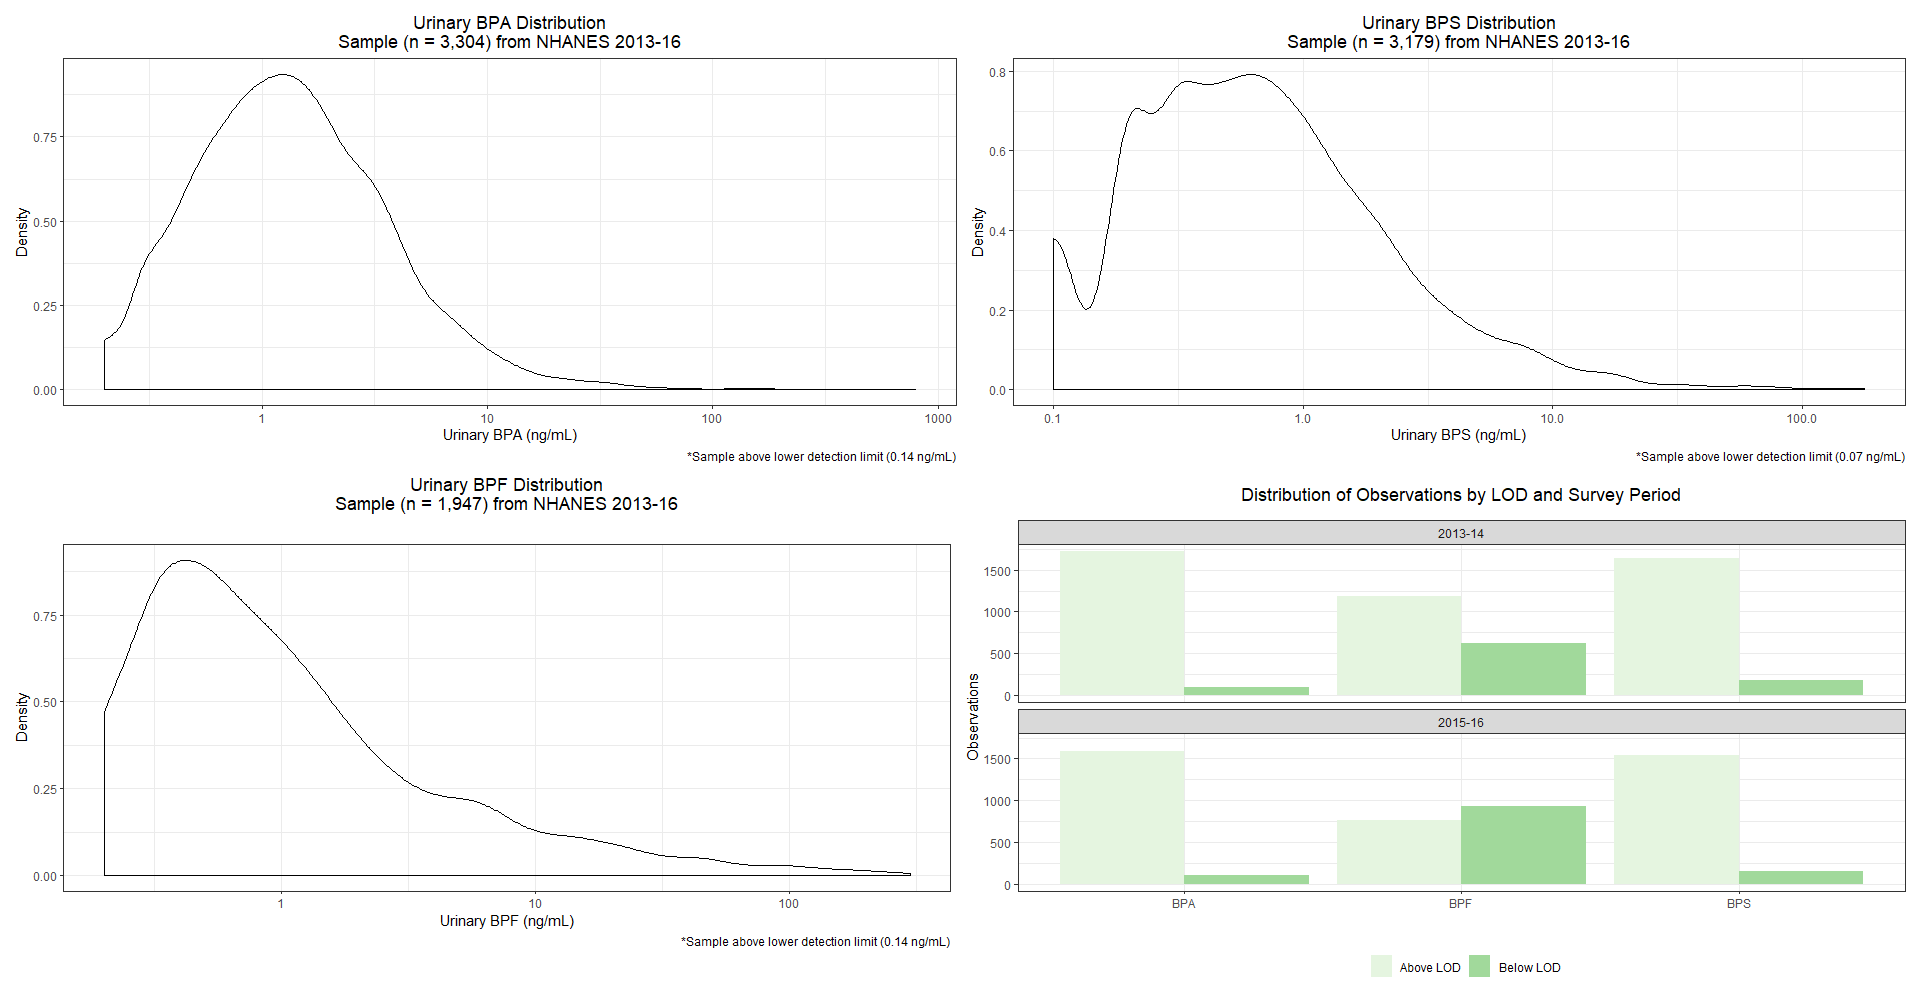 Urinary BPA Distribution
Sample (n = 3,304) from NHANES 2013-16
Density
0.75
0.50
0.25
0.00
1
10
100
1000
Urinary BPA (ng/mL)
*Sample above lower detection limit (0.14 ng/mL)
Urinary BPS Distribution
Sample (n = 3,179) from NHANES 2013-16
Density
0.8
0.6
0.4
0.2
0.0
0.1
1.0
10.0
100.0
Urinary BPS (ng/mL)
*Sample above lower detection limit (0.07 ng/mL)
Urinary BPF Distribution
Sample (n = 1,947) from NHANES 2013-16
Density
0.75
0.50
0.25
0.00
1
10
100
Urinary BPF (ng/mL)
*Sample above lower detection limit (0.14 ng/mL)
Distribution of Observations by LOD and Survey Period
Observations
2013-14
1500
1000
500
0
2015-16
1500
1000
500
0
BPA
BPF
BPS
Above LOD
Below LOD